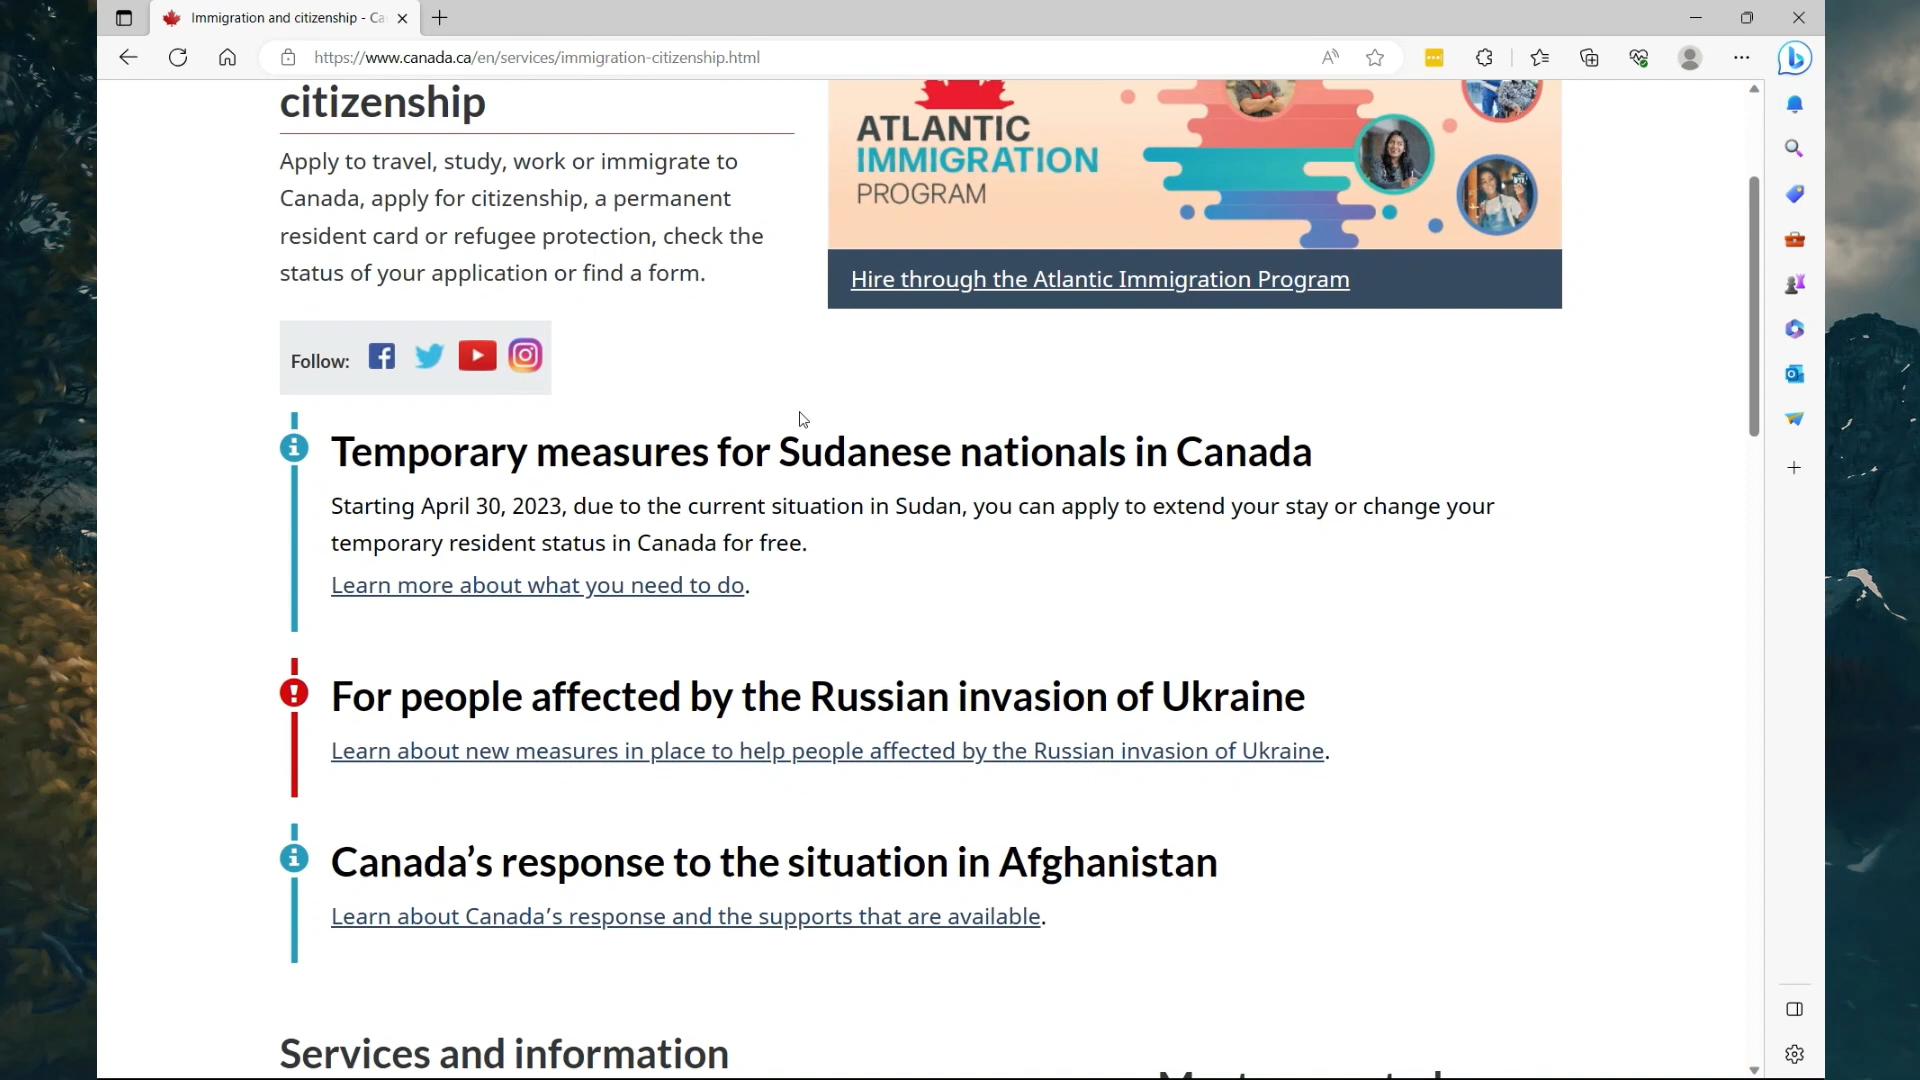 Immigration and citizenship - Ca
https://www.canada.ca/en/services/immigration-citizenship.html
citizenship
Apply to travel, study, work or immigrate to
Canada, apply for citizenship, a permanent
resident card or refugee protection, check the
status of your application or find a form.
ATLANTIC
IMMIGRATION
PROGRAM
Hire through the Atlantic Immigration Program
Follow:
Temporary measures for Sudanese nationals in Canada
Starting April 30, 2023, due to the current situation in Sudan, you can apply to extend your stay or change your
temporary resident status in Canada for free.
Learn more about what you need to do.
For people affected by the Russian invasion of Ukraine
Learn about new measures in place to help people affected by the Russian invasion of Ukraine.
Canada’s response to the situation in Afghanistan
Learn about Canada’s response and the supports that are available.
Services and information